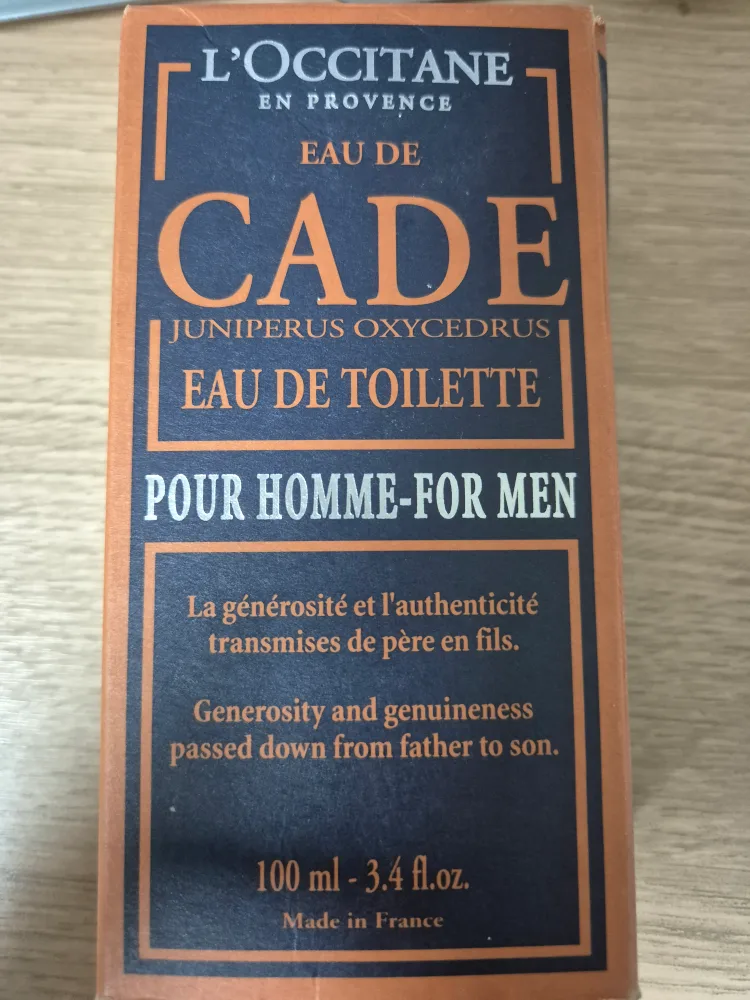 L'OCCITANE
EN PROVENCE
EAU DE
CADE
JUNIPERUS OXYCEDRUS
EAU DE TOILETTE
POUR HOMME-FOR MEN
La générosité et l'authenticité
transmises de père en fils.
Generosity and genuineness
passed down from father to son.
100 ml - 3.4 fl.oz.
Made in France